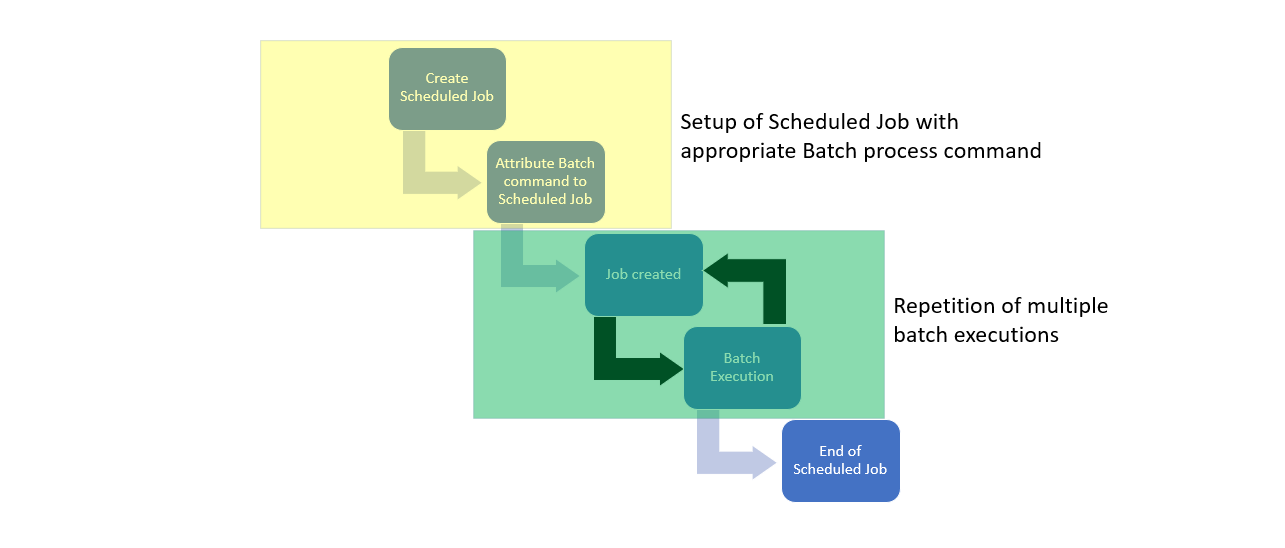 Create
Scheduled Job
Setup of Scheduled Job with
appropriate Batch process command
Attribute Batch
command to
Scheduled Job
Job created
Repetition of multiple
batch executions
Batch
Execution
End of
Scheduled Job